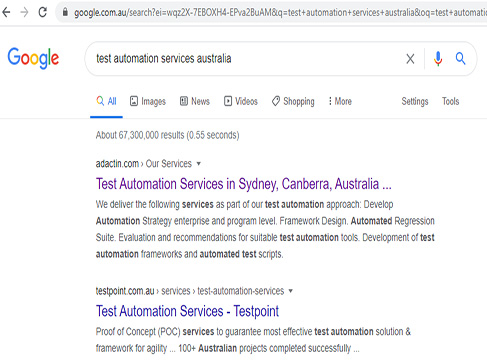 google.com.au/search?ei=wqz2X-7EBOXH4-EPva2BuAM&q=test+automation+services+australia&oq=test+automatic
Google
test automation services australia
All Images News Videos Shopping More Settings Tools
About 67,300,000 results (0.55 seconds)
adactin.com › Our Services
Test Automation Services in Sydney, Canberra, Australia ...
We deliver the following services as part of our test automation approach: Develop
Automation Strategy enterprise and program level. Framework Design. Automated Regression
Suite. Evaluation and recommendations for suitable test automation tools. Development of test
automation frameworks and automated test scripts.
testpoint.com.au › services › test-automation-services
Test Automation Services - Testpoint
Proof of Concept (POC) services to guarantee most effective test automation solution &
framework for agility ... 100+ Australian projects completed successfully ...